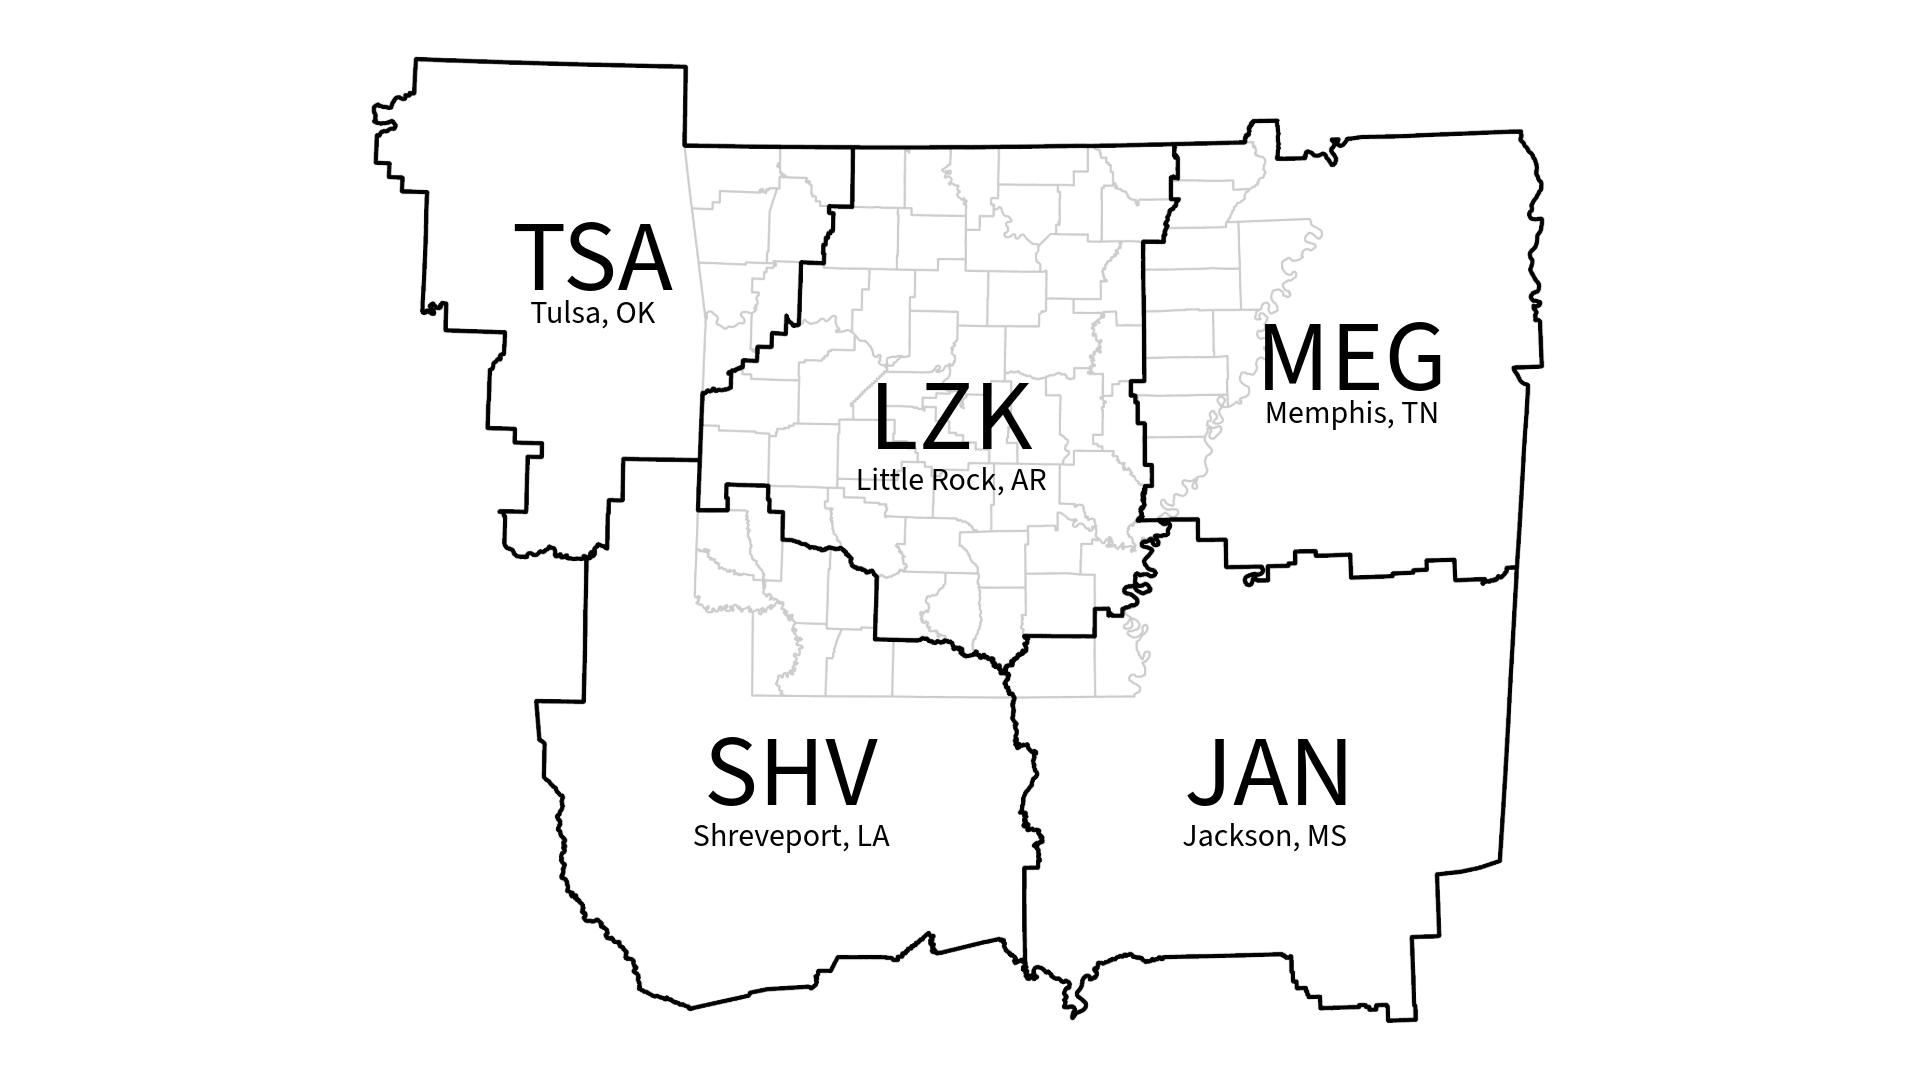 TSA
Tulsa, OK
MEG
Memphis, TN
LZK
Little Rock, AR
SHV
Shreveport, LA
JAN
Jackson, MS